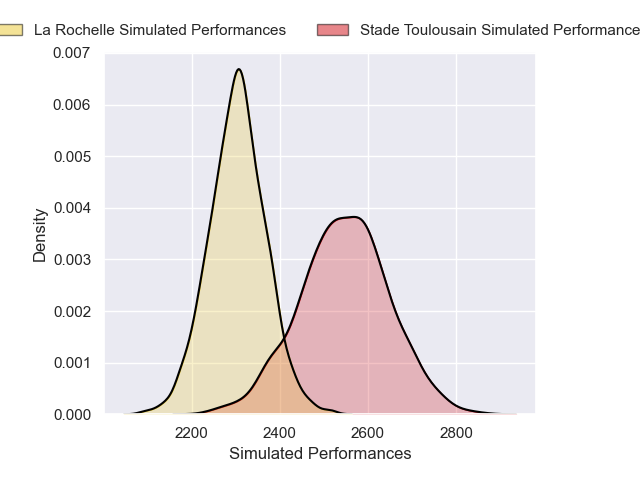 La Rochelle Simulated Performances
Stade Toulousain Simulated Performance
0.007
0.006
0.005
0.004
0.003
0.002
0.001
0.000
Density
2200 2400 2600 2800
Simulated Performances